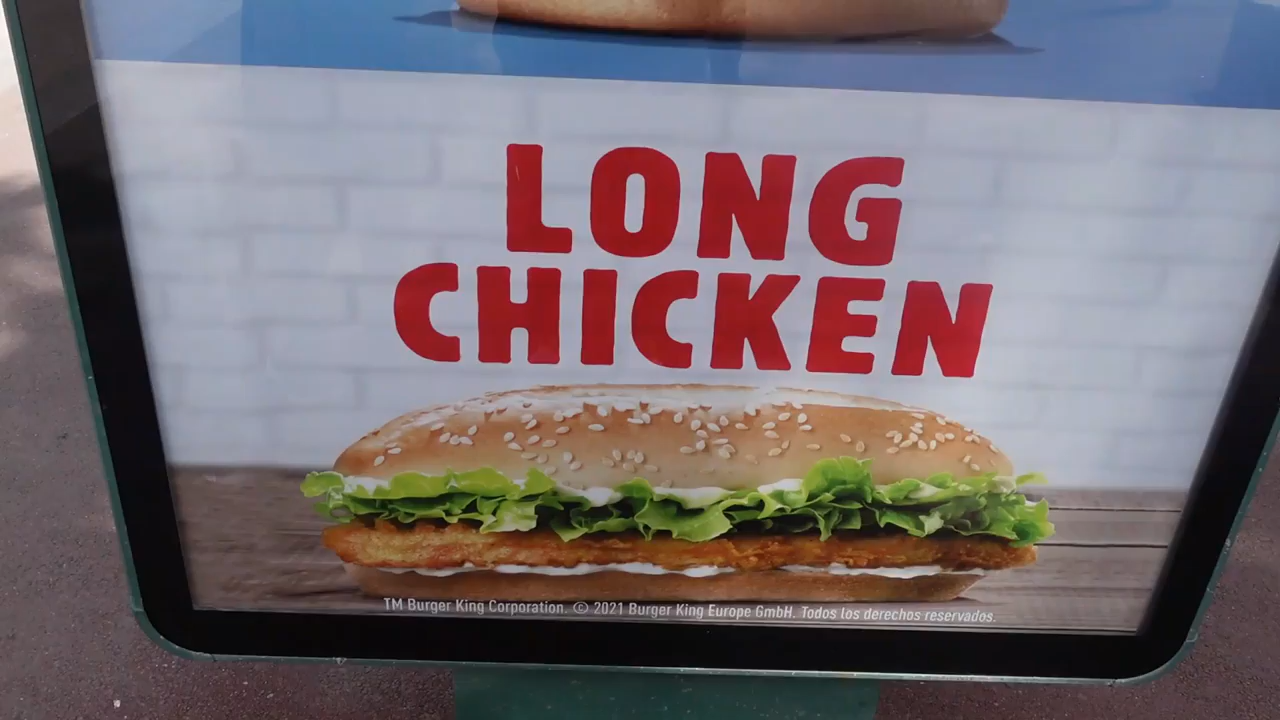 LONG
CHICKEN
TM Burger King Corporation. © 2021 Burger King Europe GmbH. Todos los derechos reservados.